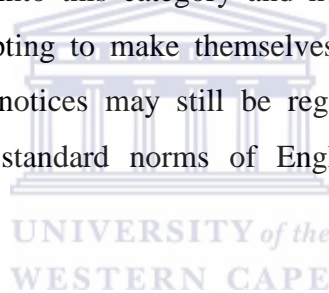 into this category and
pting to make themselves
notices may still be reg
standard norms of Engl
UNIVERSITY of the
WESTERN CAPE